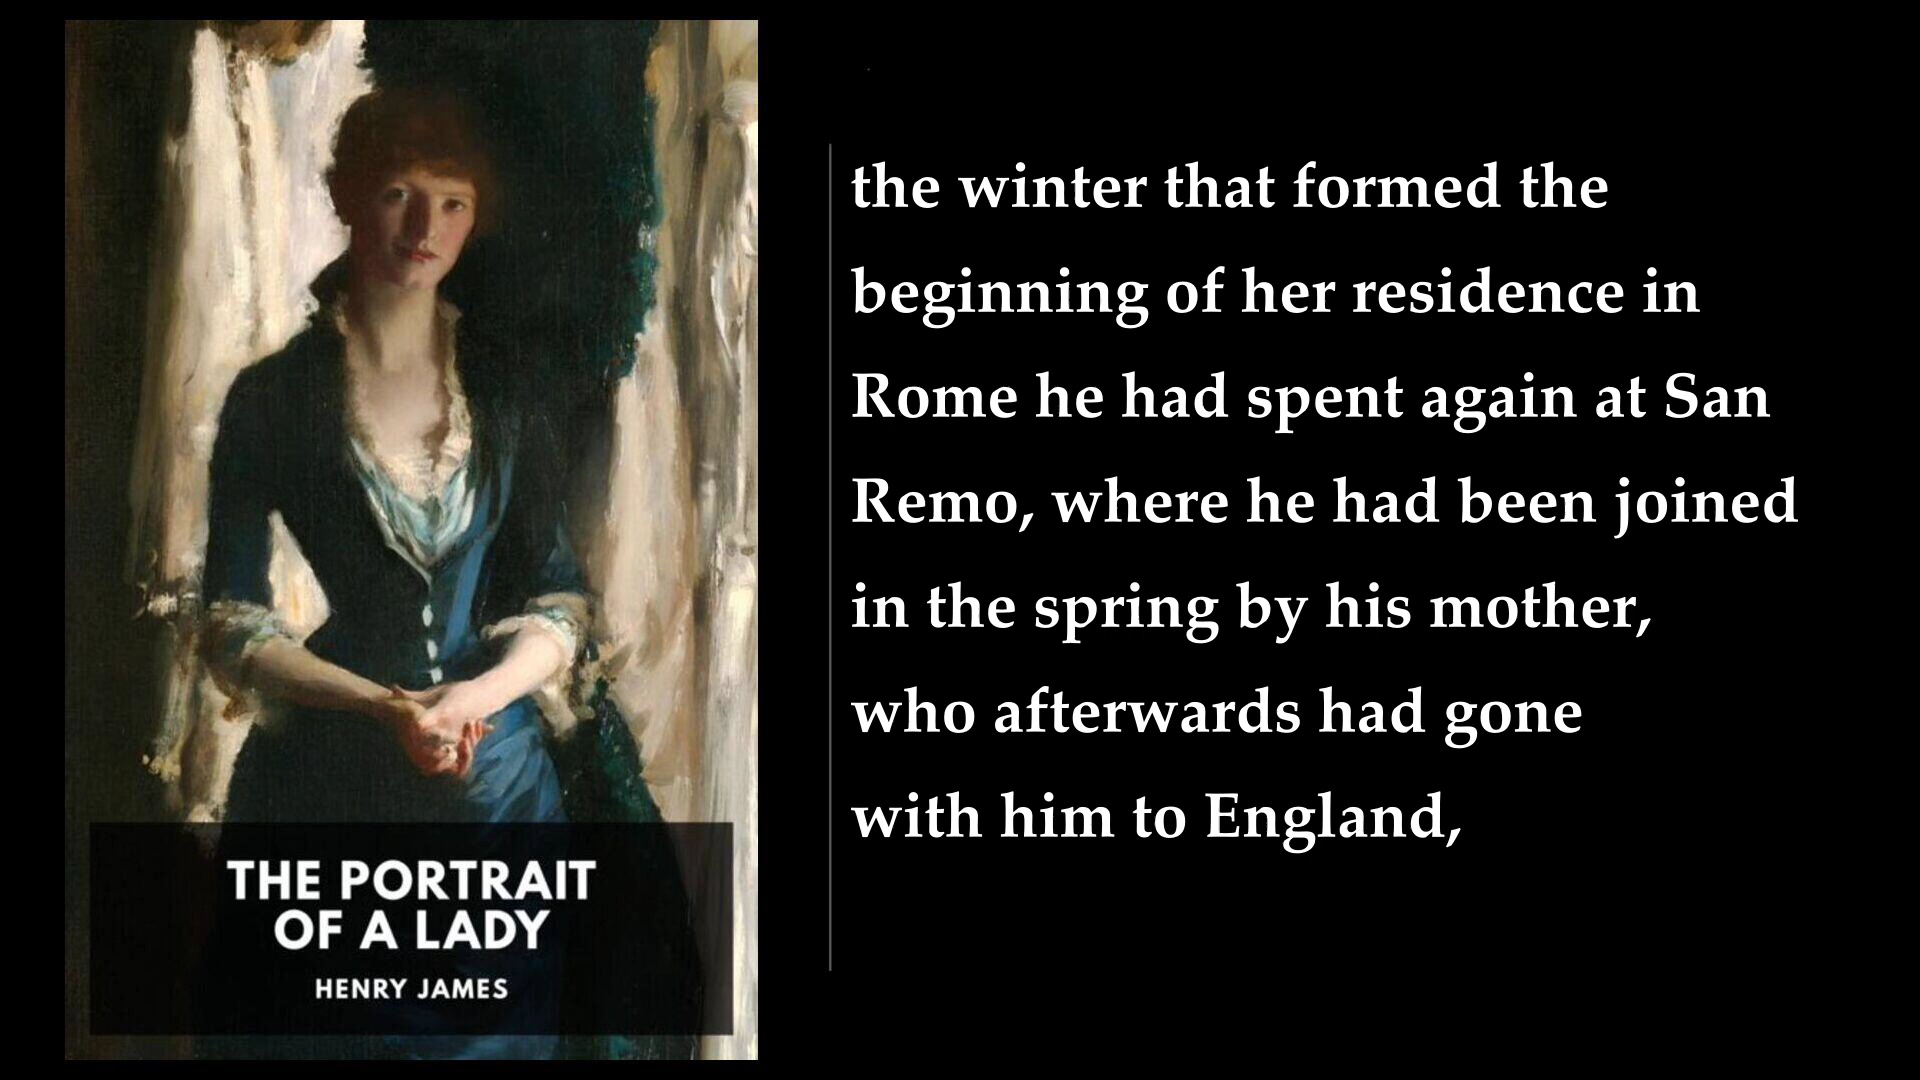 the winter that formed the
beginning of her residence in
Rome he had spent again at San
Remo, where he had been joined
in the spring by his mother,
who afterwards had gone
with him to England,
THE PORTRAIT
OF A LADY
HENRY JAMES